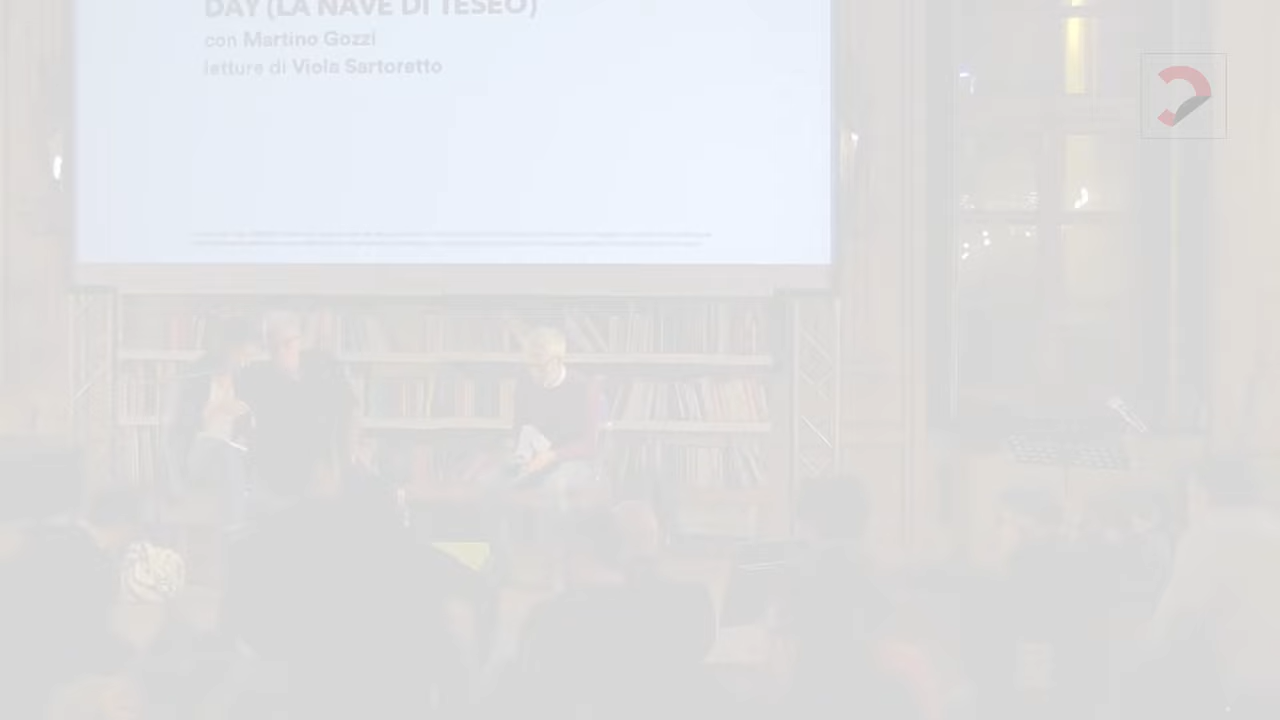 DAY (LA NAVE DI TESEO)
con Martino Gozzi
letture di Viola Sartoretto